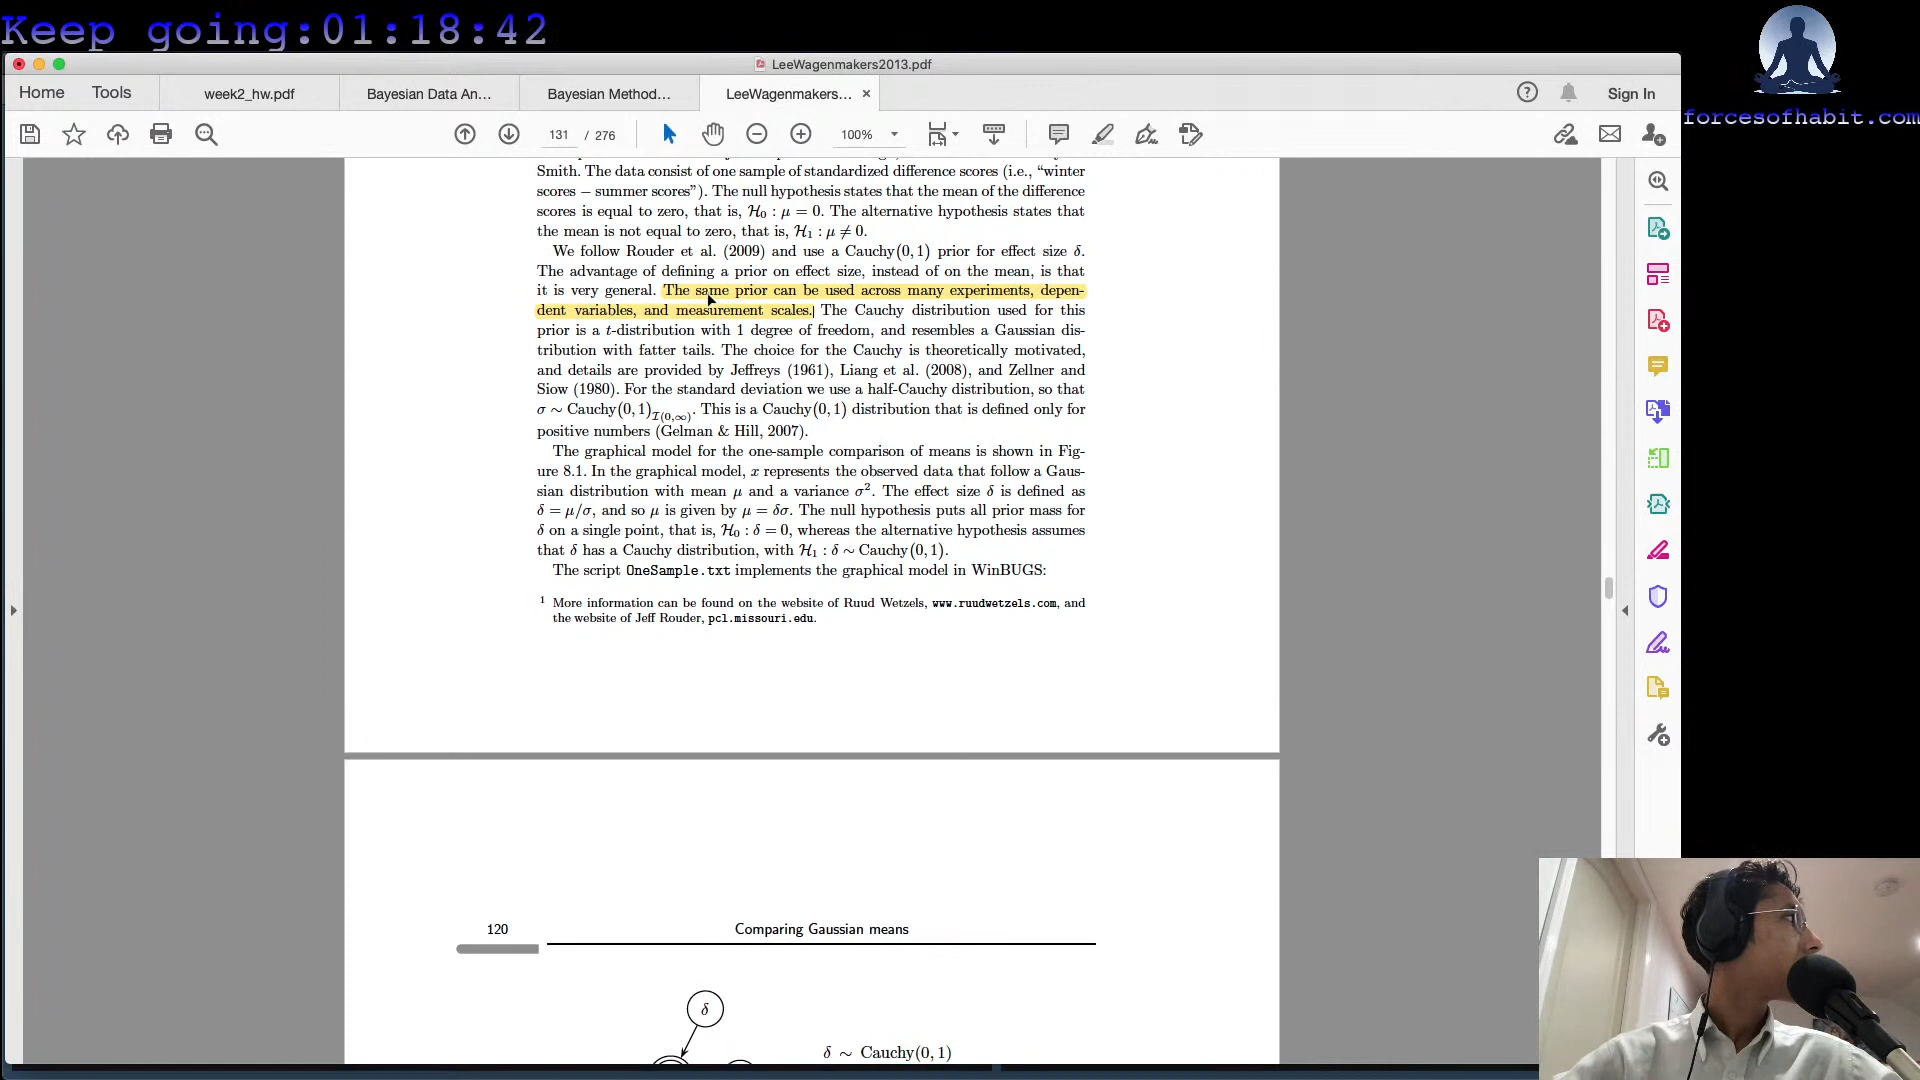 Keep going:01:18:42
forcesofhabit.com
LeeWagenmakers2013.pdf
Home
Tools
week2_hw.pdf
Bayesian Data An...
Bayesian Method...
LeeWagenmakers...
Sign In
131 / 276
100%
Smith. The data consist of one sample of standardized difference scores (i.e., “winter
scores − summer scores”). The null hypothesis states that the mean of the difference
scores is equal to zero, that is, ℋ₀ : μ = 0. The alternative hypothesis states that
the mean is not equal to zero, that is, ℋ₁ : μ ≠ 0.
We follow Rouder et al. (2009) and use a Cauchy(0, 1) prior for effect size δ.
The advantage of defining a prior on effect size, instead of on the mean, is that
it is very general. The same prior can be used across many experiments, depen-
dent variables, and measurement scales. The Cauchy distribution used for this
prior is a t-distribution with 1 degree of freedom, and resembles a Gaussian dis-
tribution with fatter tails. The choice for the Cauchy is theoretically motivated,
and details are provided by Jeffreys (1961), Liang et al. (2008), and Zellner and
Siow (1980). For the standard deviation we use a half-Cauchy distribution, so that
σ ∼ Cauchy(0, 1)ℐ(0,∞). This is a Cauchy(0, 1) distribution that is defined only for
positive numbers (Gelman & Hill, 2007).
The graphical model for the one-sample comparison of means is shown in Fig-
ure 8.1. In the graphical model, x represents the observed data that follow a Gaus-
sian distribution with mean μ and a variance σ². The effect size δ is defined as
δ = μ/σ, and so μ is given by μ = δσ. The null hypothesis puts all prior mass for
δ on a single point, that is, ℋ₀ : δ = 0, whereas the alternative hypothesis assumes
that δ has a Cauchy distribution, with ℋ₁ : δ ∼ Cauchy(0, 1).
The script OneSample.txt implements the graphical model in WinBUGS:
1 More information can be found on the website of Ruud Wetzels, www.ruudwetzels.com, and
the website of Jeff Rouder, pcl.missouri.edu.
120
Comparing Gaussian means
δ
δ ∼ Cauchy(0, 1)